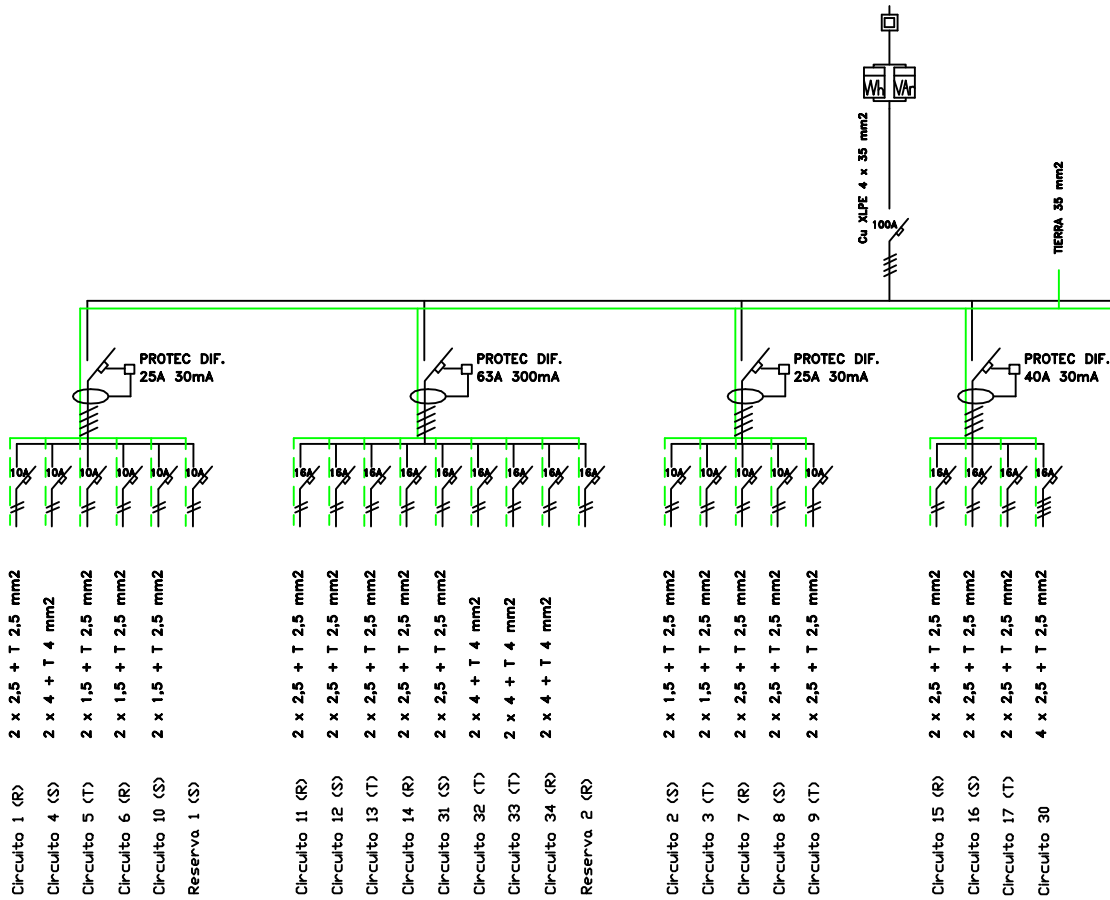 Wh VAr
Cu XLPE 4 x 35 mm2
100A
TIERRA 35 mm2
PROTEC DIF.
25A 30mA
PROTEC DIF.
63A 300mA
PROTEC DIF.
25A 30mA
PROTEC DIF.
40A 30mA
10A 10A 10A 10A 10A 10A
16A 16A 16A 16A 16A 16A 16A 16A 16A
10A 10A 10A 10A 10A
16A 16A 16A 16A
2 x 2,5 + T 2,5 mm2
2 x 4 + T 4 mm2
2 x 1,5 + T 2,5 mm2
2 x 1,5 + T 2,5 mm2
2 x 1,5 + T 2,5 mm2
2 x 2,5 + T 2,5 mm2
2 x 2,5 + T 2,5 mm2
2 x 2,5 + T 2,5 mm2
2 x 2,5 + T 2,5 mm2
2 x 2,5 + T 2,5 mm2
2 x 4 + T 4 mm2
2 x 4 + T 4 mm2
2 x 4 + T 4 mm2
2 x 1,5 + T 2,5 mm2
2 x 1,5 + T 2,5 mm2
2 x 2,5 + T 2,5 mm2
2 x 2,5 + T 2,5 mm2
2 x 2,5 + T 2,5 mm2
2 x 2,5 + T 2,5 mm2
2 x 2,5 + T 2,5 mm2
2 x 2,5 + T 2,5 mm2
4 x 2,5 + T 2,5 mm2
Circuito 1 (R)
Circuito 4 (S)
Circuito 5 (T)
Circuito 6 (R)
Circuito 10 (S)
Reserva 1 (S)
Circuito 11 (R)
Circuito 12 (S)
Circuito 13 (T)
Circuito 14 (R)
Circuito 31 (S)
Circuito 32 (T)
Circuito 33 (T)
Circuito 34 (R)
Reserva 2 (R)
Circuito 2 (S)
Circuito 3 (T)
Circuito 7 (R)
Circuito 8 (S)
Circuito 9 (T)
Circuito 15 (R)
Circuito 16 (S)
Circuito 17 (T)
Circuito 30